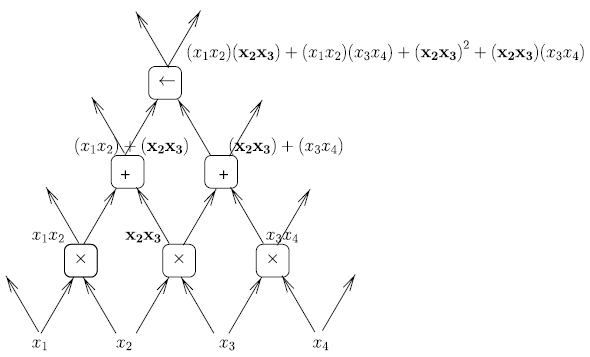 (x₁x₂)(𝐱₂𝐱₃) + (x₁x₂)(x₃x₄) + (𝐱₂𝐱₃)² + (𝐱₂𝐱₃)(x₃x₄)
←
(x₁x₂) + (𝐱₂𝐱₃) (𝐱₂𝐱₃) + (x₃x₄)
+ +
x₁x₂ 𝐱₂𝐱₃ x₃x₄
× × ×
x₁ x₂ x₃ x₄